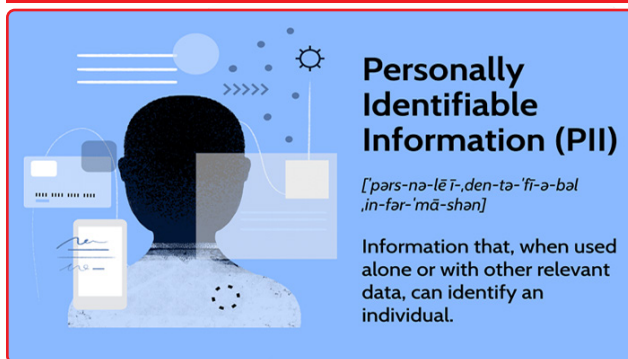 Personally
Identifiable
Information (PII)
['pərs-nə-lē ī-ˌden-tə-ˈfī-ə-bəl
ˌin-fər-ˈmā-shən]
Information that, when used
alone or with other relevant
data, can identify an
individual.